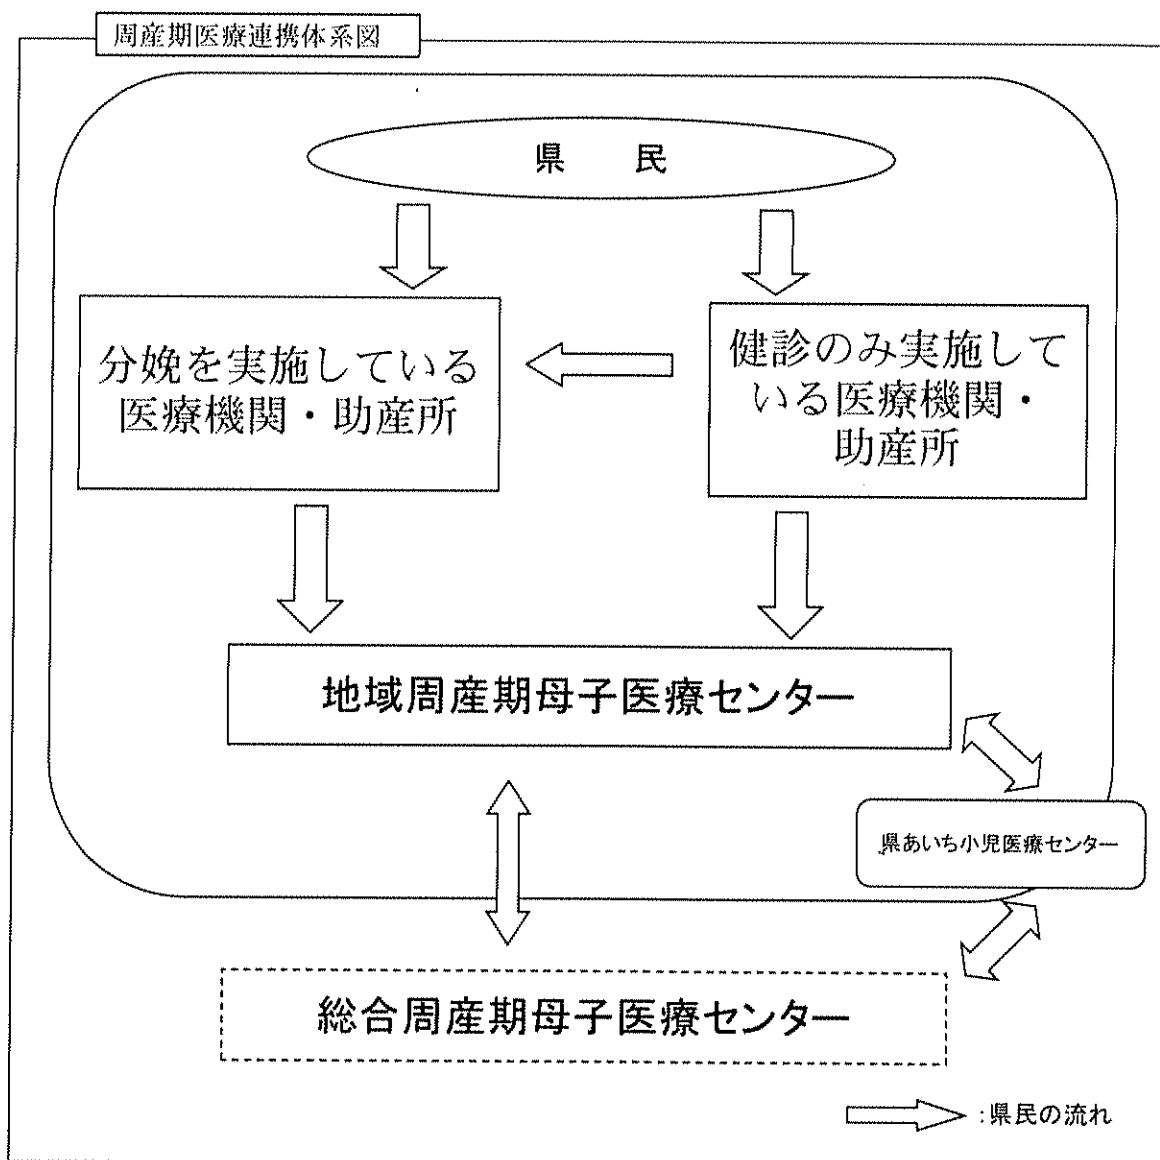 周産期医療連携体系図
県　民
分娩を実施している
医療機関・助産所
健診のみ実施して
いる医療機関・
助産所
地域周産期母子医療センター
県あいち小児医療センター
総合周産期母子医療センター
:県民の流れ